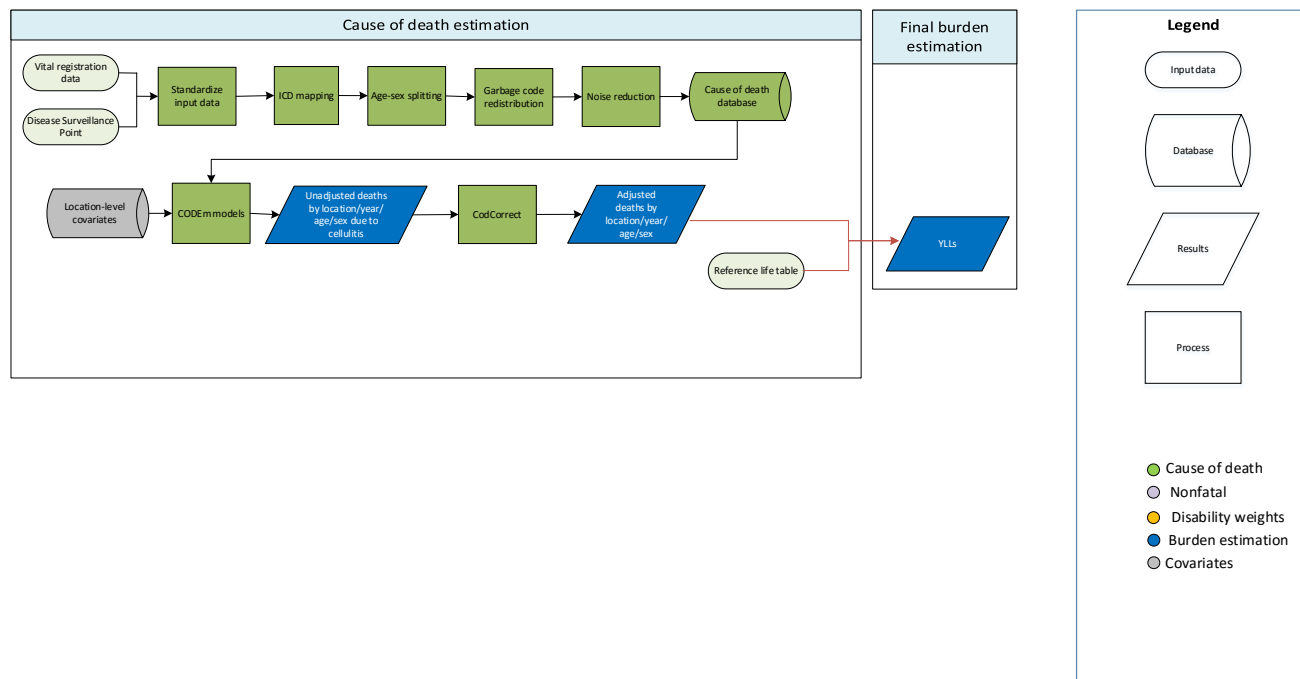 Cause of death estimation
Final burden
estimation
Vital registration
data
Disease Surveillance
Point
Standardize
input data
ICD mapping
Age-sex splitting
Garbage code
redistribution
Noise reduction
Cause of death
database
Location-level
covariates
CODEm models
Unadjusted deaths
by location/year/
age/sex due to
cellulitis
CodCorrect
Adjusted
deaths by
location/year/
age/sex
Reference life table
YLLs
Legend
Input data
Database
Results
Process
Cause of death
Nonfatal
Disability weights
Burden estimation
Covariates